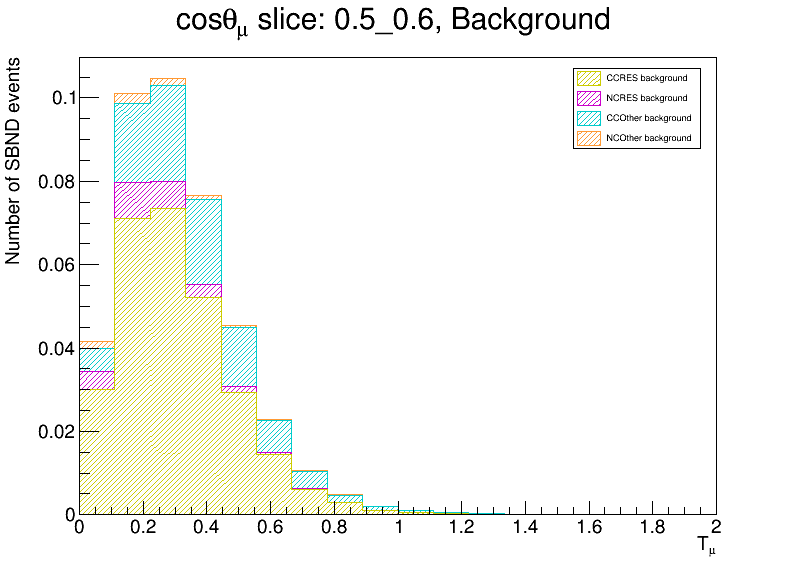 cosθμ slice: 0.5_0.6, Background
Number of SBND events
0.1
0.08
0.06
0.04
0.02
0
CCRES background
NCRES background
CCOther background
NCOther background
0 0.2 0.4 0.6 0.8 1 1.2 1.4 1.6 1.8 2
Tμ